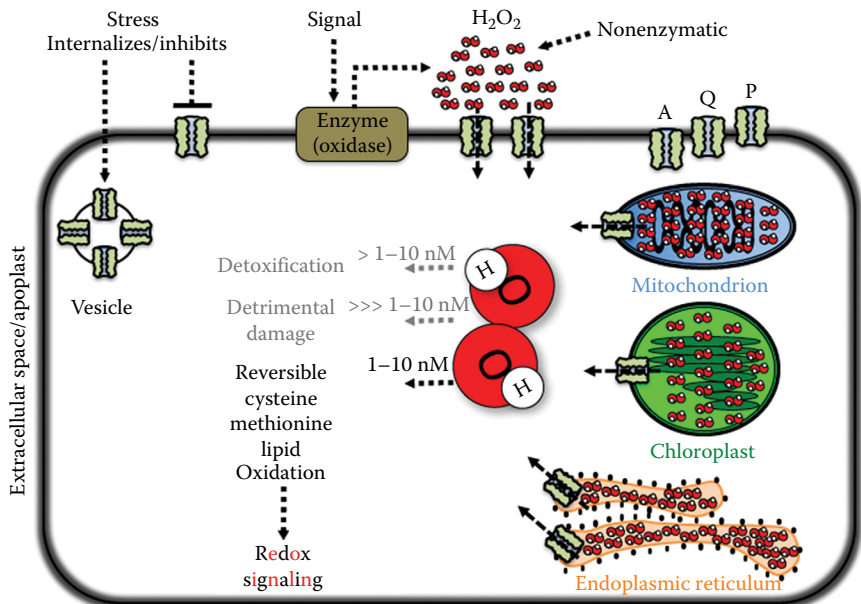 Stress
Internalizes/inhibits
Signal
H₂O₂
Nonenzymatic
A
Q
P
Enzyme
(oxidase)
Extracellular space/apoplast
Vesicle
Detoxification
> 1–10 nM
Detrimental
damage
>>> 1–10 nM
1–10 nM
Reversible
cysteine
methionine
lipid
Oxidation
Redox
signaling
H
O
O
H
Mitochondrion
Chloroplast
Endoplasmic reticulum